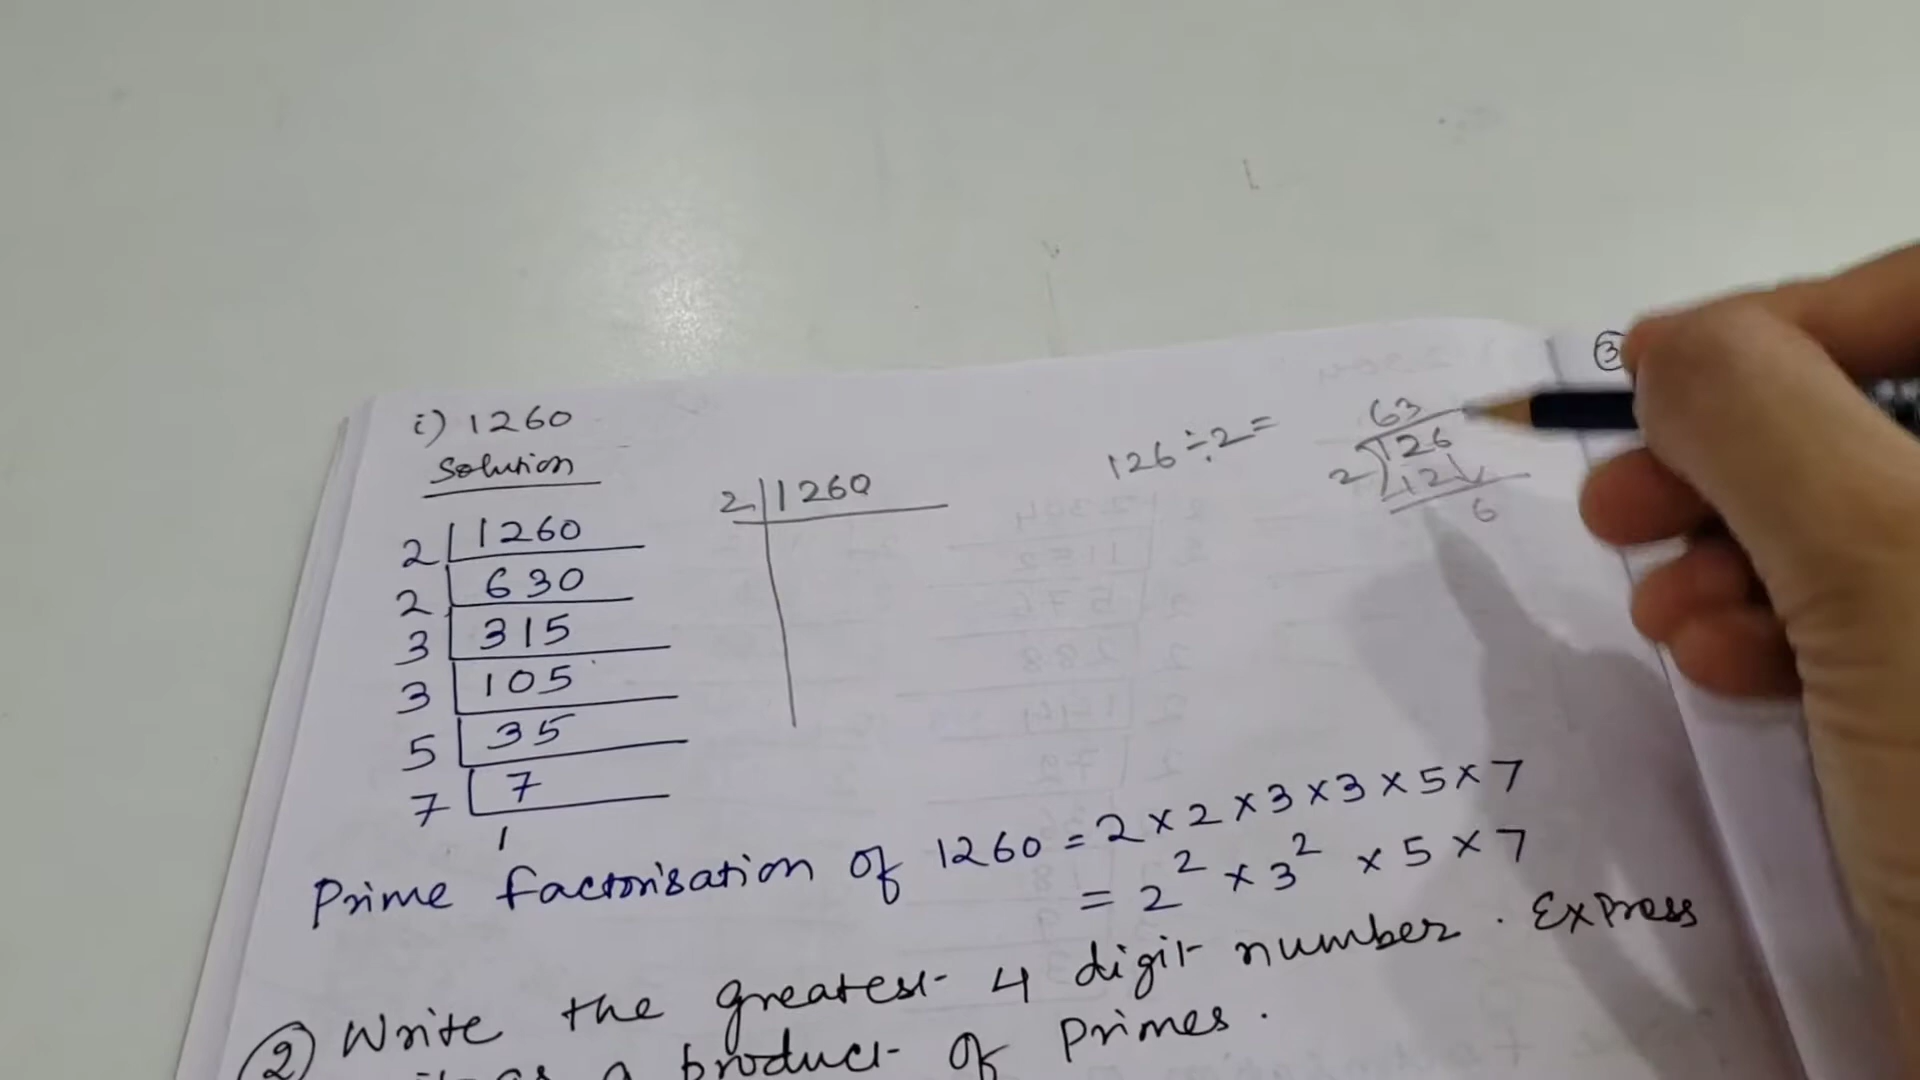 i) 1260
Solution
2 | 1260
2 | 630
3 | 315
3 | 105
5 | 35
7 | 7
1
2 | 1260
126 ÷ 2 =
63
2 ) 126
12
6
3
Prime factorisation of 1260 = 2 × 2 × 3 × 3 × 5 × 7
= 2² × 3² × 5 × 7
2 Write the greatest 4 digit number. Express
as a product of Primes.